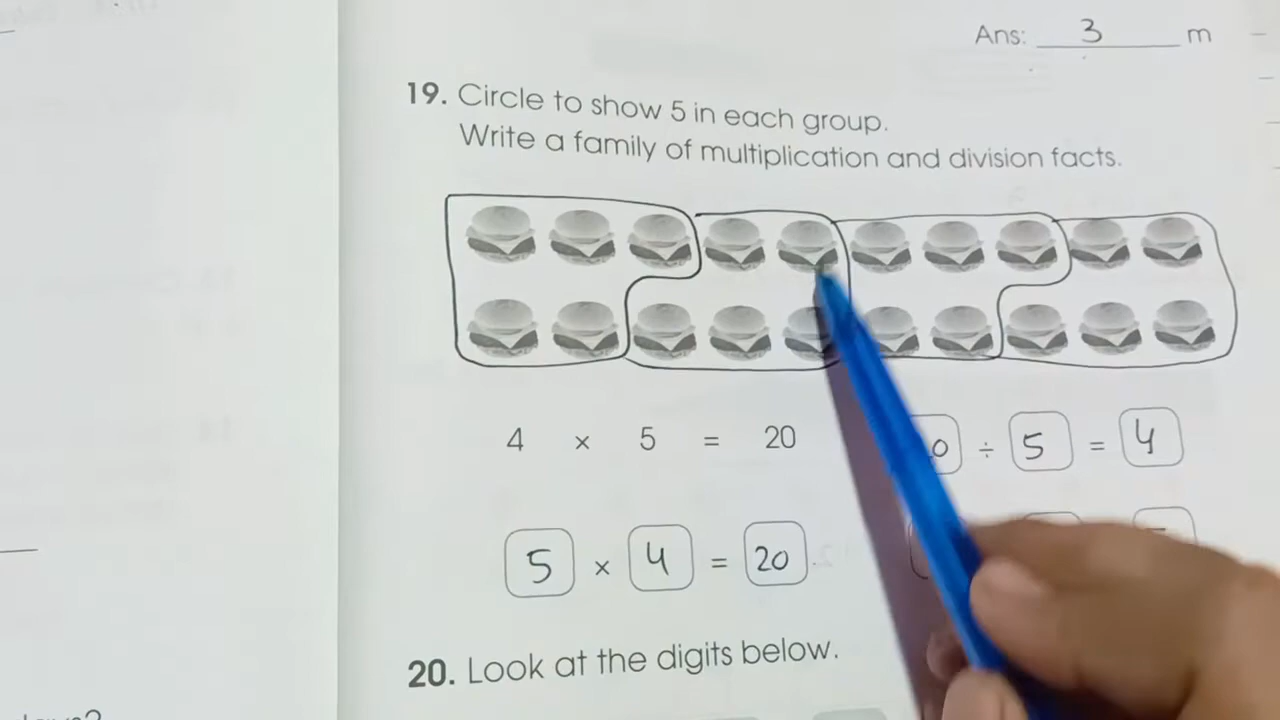 Ans: 3 m
19. Circle to show 5 in each group.
Write a family of multiplication and division facts.
4 × 5 = 20
0 ÷ 5 = 4
5 × 4 = 20
20. Look at the digits below.